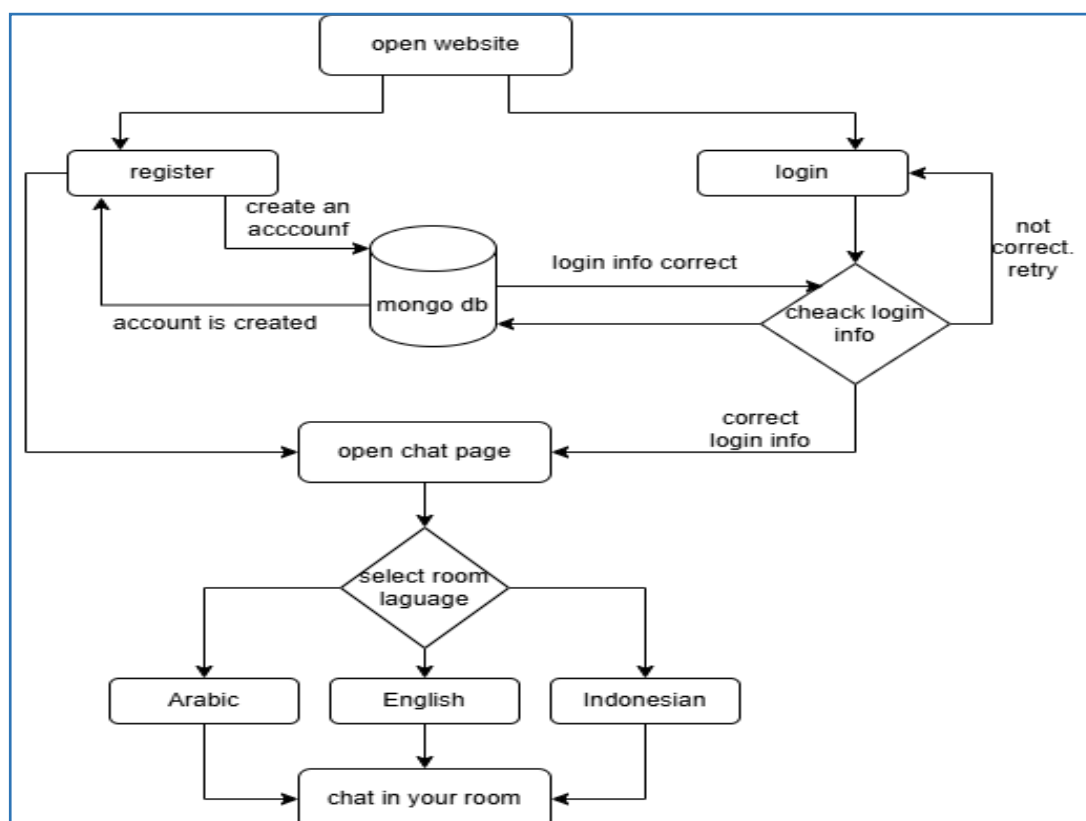 open website
register
login
create an
acccounf
not
correct.
retry
login info correct
mongo db
cheack login
info
account is created
correct
login info
open chat page
select room
laguage
Arabic
English
Indonesian
chat in your room